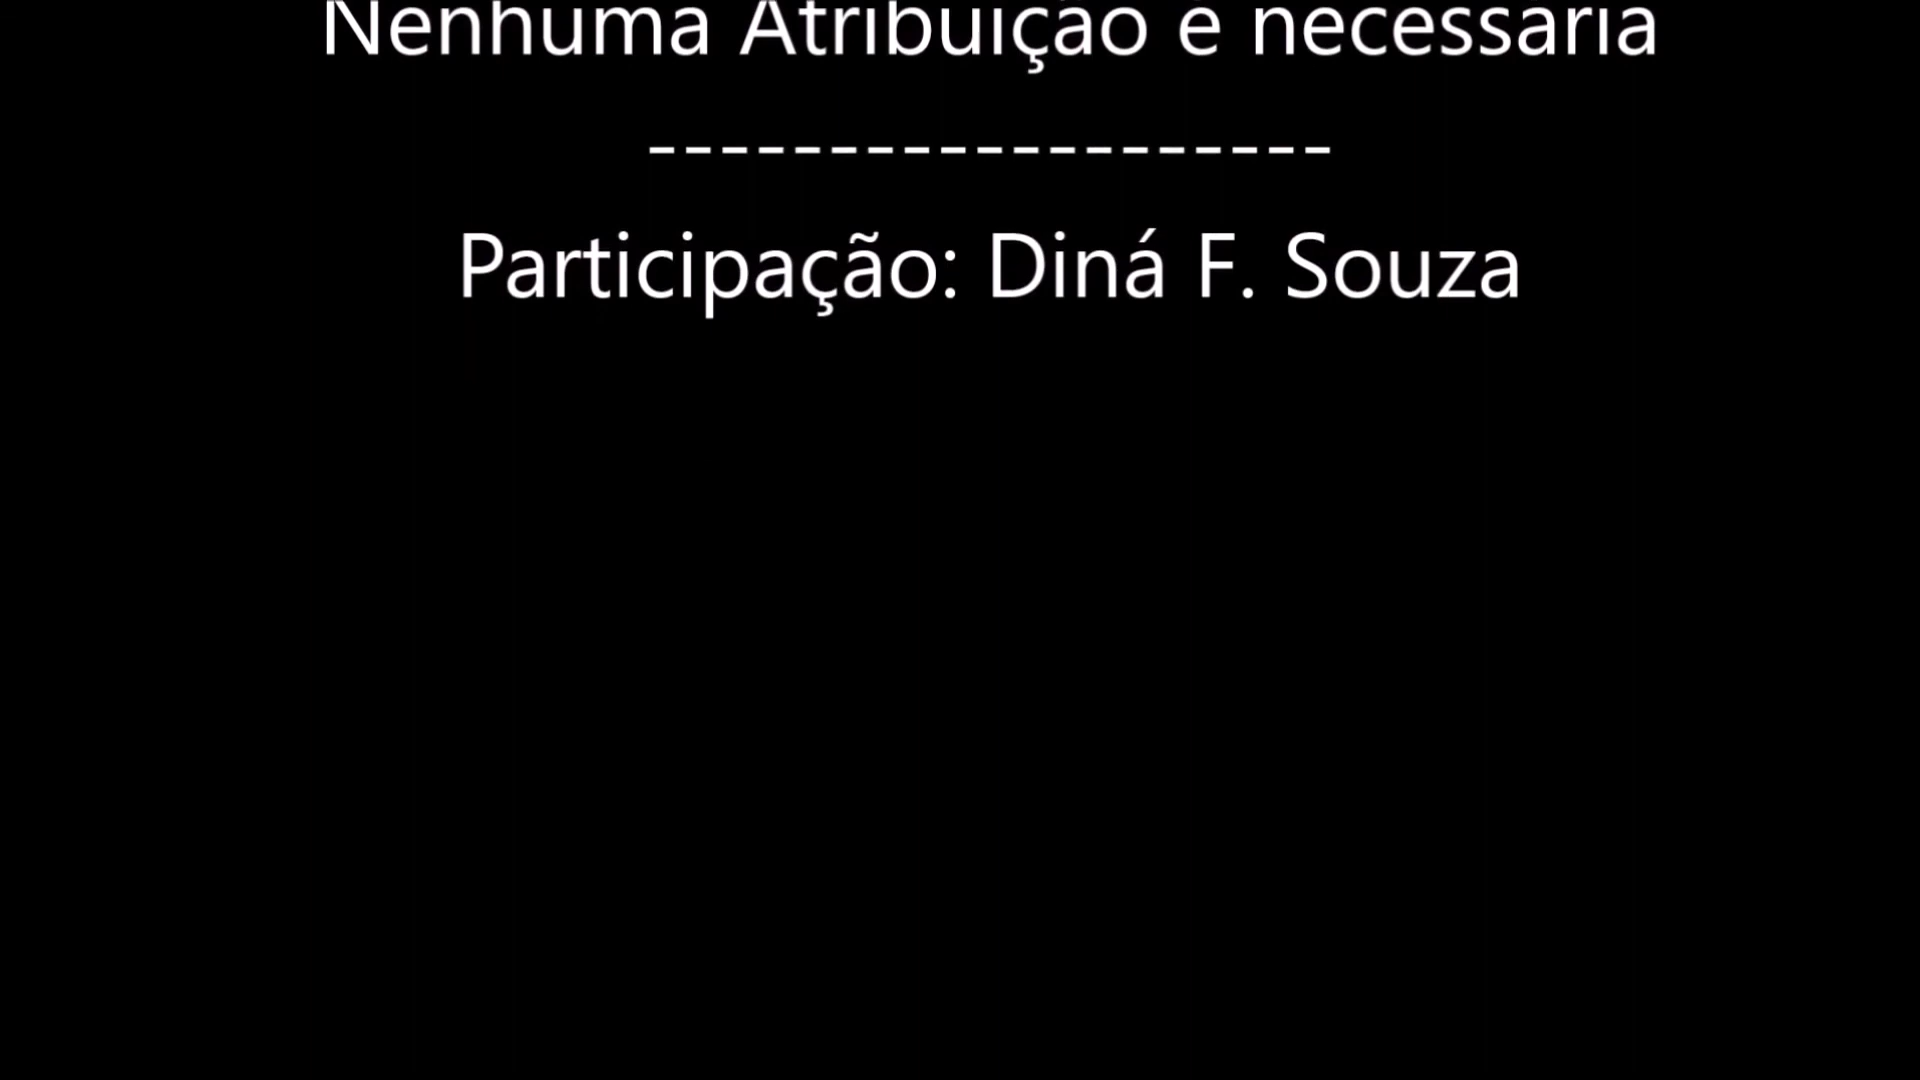 Nenhuma Atribuição é necessária
-------------------
Participação: Diná F. Souza